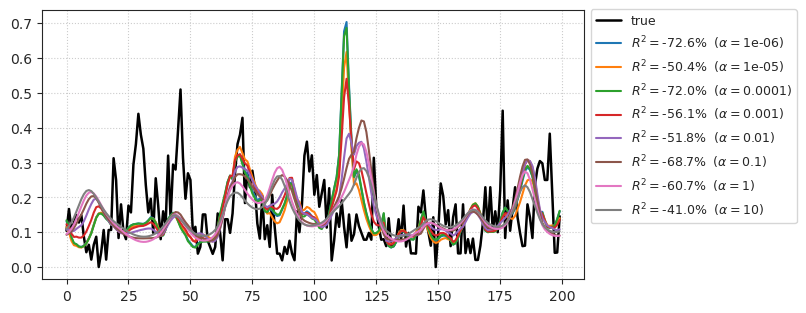 0.7
0.6
0.5
0.4
0.3
0.2
0.1
0.0
0 25 50 75 100 125 150 175 200
true
R² = -72.6% (α = 1e-06)
R² = -50.4% (α = 1e-05)
R² = -72.0% (α = 0.0001)
R² = -56.1% (α = 0.001)
R² = -51.8% (α = 0.01)
R² = -68.7% (α = 0.1)
R² = -60.7% (α = 1)
R² = -41.0% (α = 10)